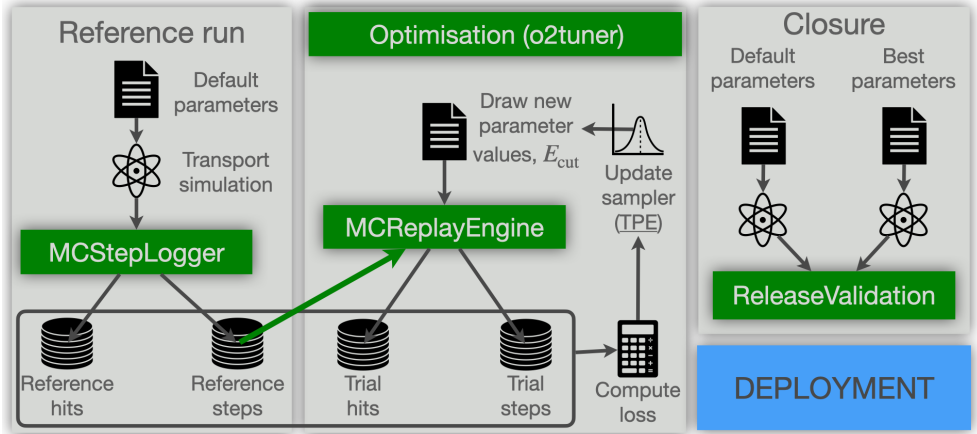 Reference run
Default
parameters
Transport
simulation
MCStepLogger
Reference
hits
Reference
steps
Optimisation (o2tuner)
Draw new
parameter
values, E_cut
Update
sampler
(TPE)
MCReplayEngine
Trial
hits
Trial
steps
Compute
loss
Closure
Default
parameters
Best
parameters
ReleaseValidation
DEPLOYMENT